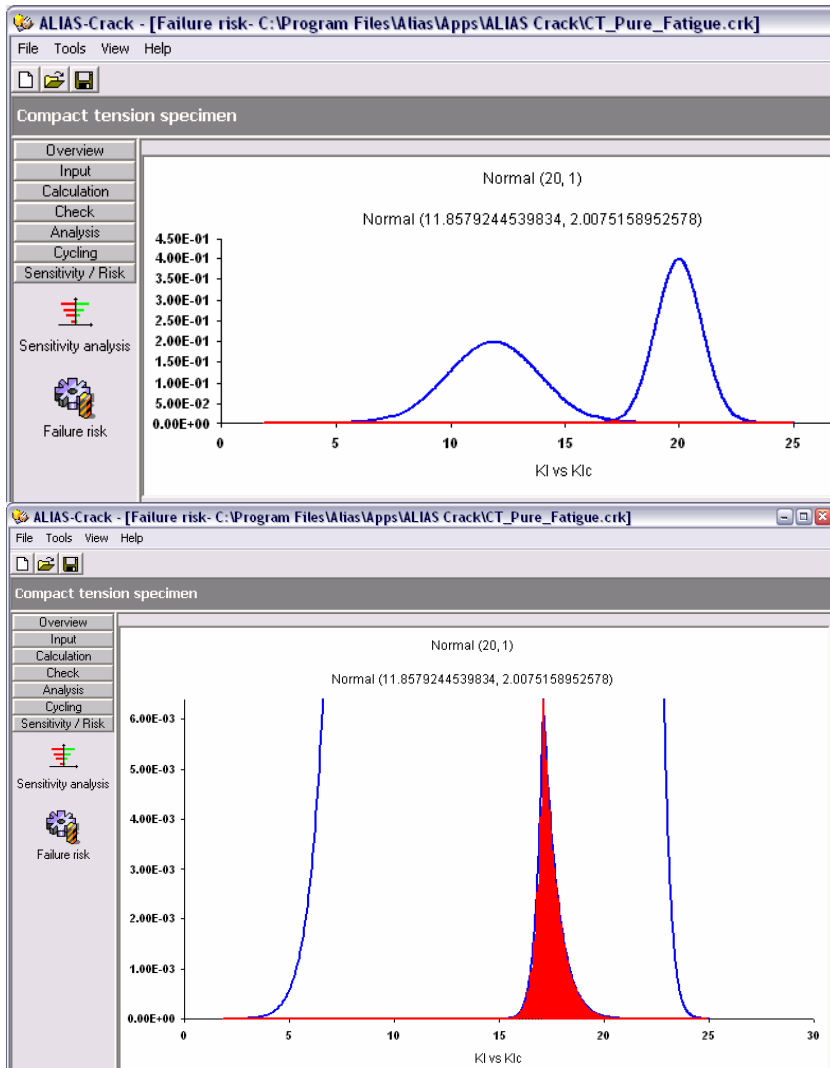 ALIAS-Crack - [Failure risk- C:\Program Files\Alias\Apps\ALIAS Crack\CT_Pure_Fatigue.crk]
File Tools View Help
Compact tension specimen
Overview
Input
Calculation
Check
Analysis
Cycling
Sensitivity / Risk
Sensitivity analysis
Failure risk
Normal (20, 1)
Normal (11.8579244539834, 2.0075158952578)
4.50E-01
4.00E-01
3.50E-01
3.00E-01
2.50E-01
2.00E-01
1.50E-01
1.00E-01
5.00E-02
0.00E+00
0 5 10 15 20 25
KI vs KIc
ALIAS-Crack - [Failure risk- C:\Program Files\Alias\Apps\ALIAS Crack\CT_Pure_Fatigue.crk]
File Tools View Help
Compact tension specimen
Overview
Input
Calculation
Check
Analysis
Cycling
Sensitivity / Risk
Sensitivity analysis
Failure risk
Normal (20, 1)
Normal (11.8579244539834, 2.0075158952578)
6.00E-03
5.00E-03
4.00E-03
3.00E-03
2.00E-03
1.00E-03
0.00E+00
0 5 10 15 20 25 30
KI vs KIc